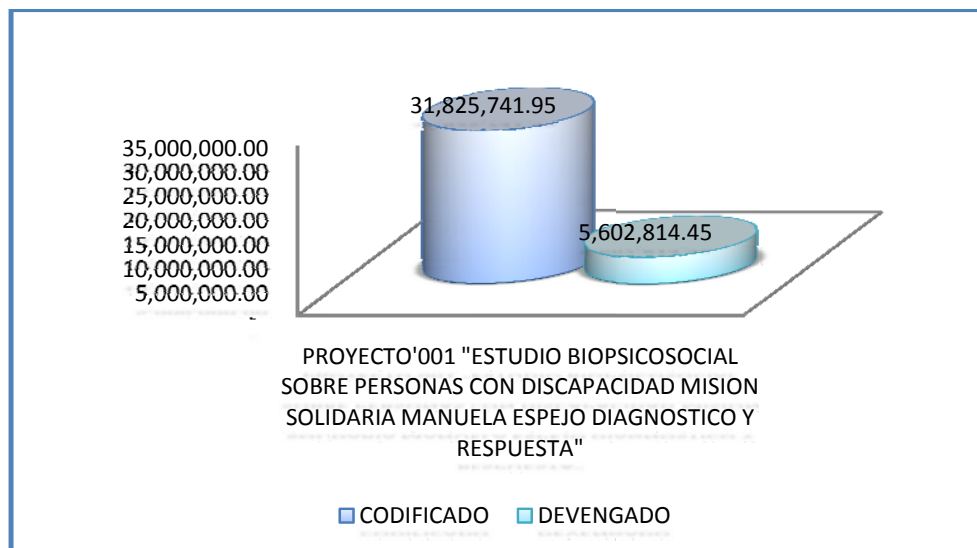 31,825,741.95
35,000,000.00
30,000,000.00
25,000,000.00
20,000,000.00
15,000,000.00
10,000,000.00
5,000,000.00
-
5,602,814.45
PROYECTO'001 "ESTUDIO BIOPSICOSOCIAL
SOBRE PERSONAS CON DISCAPACIDAD MISION
SOLIDARIA MANUELA ESPEJO DIAGNOSTICO Y
RESPUESTA"
CODIFICADO DEVENGADO